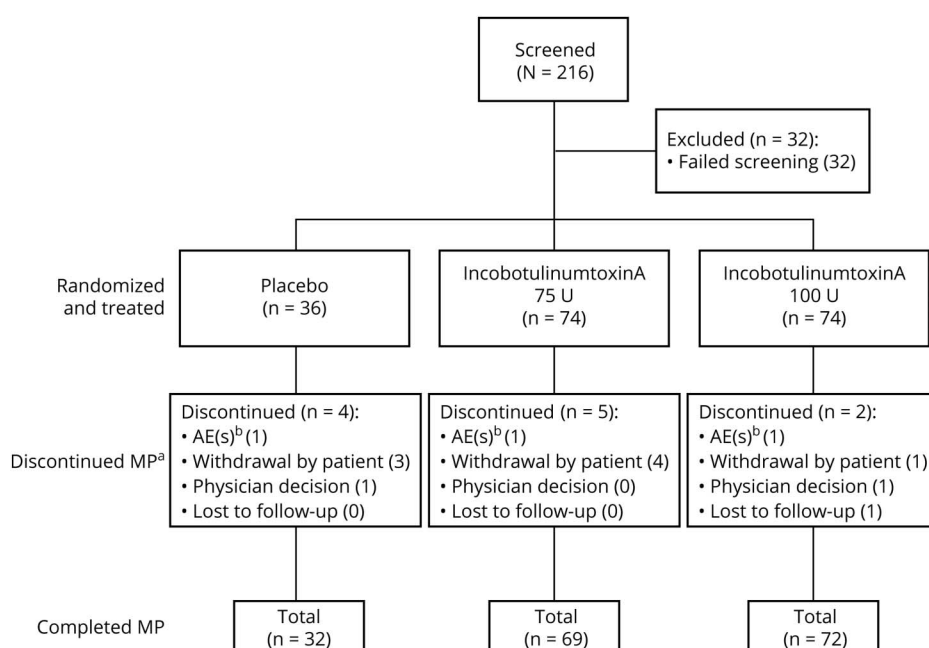 Screened
(N = 216)
Excluded (n = 32):
• Failed screening (32)
Randomized
and treated
Placebo
(n = 36)
IncobotulinumtoxinA
75 U
(n = 74)
IncobotulinumtoxinA
100 U
(n = 74)
Discontinued MPᵃ
Discontinued (n = 4):
• AE(s)ᵇ (1)
• Withdrawal by patient (3)
• Physician decision (1)
• Lost to follow-up (0)
Discontinued (n = 5):
• AE(s)ᵇ (1)
• Withdrawal by patient (4)
• Physician decision (0)
• Lost to follow-up (0)
Discontinued (n = 2):
• AE(s)ᵇ (1)
• Withdrawal by patient (1)
• Physician decision (1)
• Lost to follow-up (1)
Completed MP
Total
(n = 32)
Total
(n = 69)
Total
(n = 72)